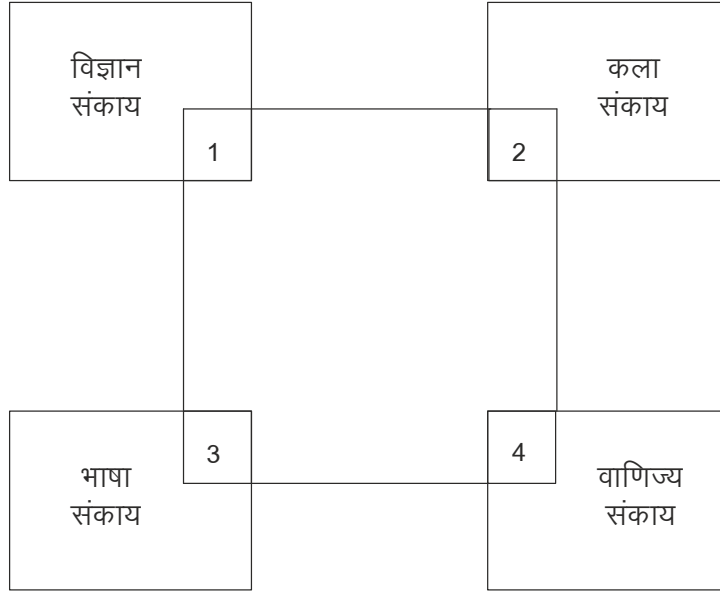 विज्ञान
संकाय
कला
संकाय
1
2
3
4
भाषा
संकाय
वाणिज्य
संकाय